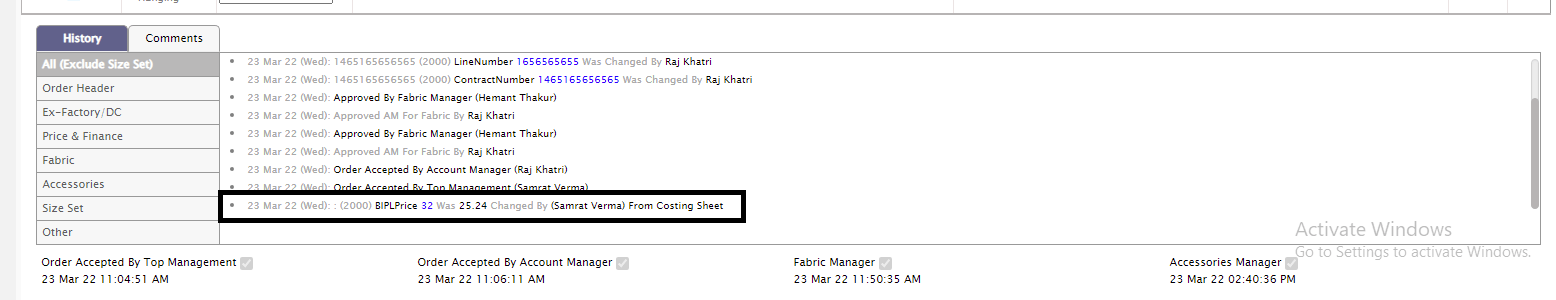 Hanging
History Comments
All (Exclude Size Set)
Order Header
Ex-Factory/DC
Price & Finance
Fabric
Accessories
Size Set
Other
23 Mar 22 (Wed): 1465165656565 (2000) LineNumber 1656565655 Was Changed By Raj Khatri
23 Mar 22 (Wed): 1465165656565 (2000) ContractNumber 1465165656565 Was Changed By Raj Khatri
23 Mar 22 (Wed): Approved By Fabric Manager (Hemant Thakur)
23 Mar 22 (Wed): Approved AM For Fabric By Raj Khatri
23 Mar 22 (Wed): Approved By Fabric Manager (Hemant Thakur)
23 Mar 22 (Wed): Approved AM For Fabric By Raj Khatri
23 Mar 22 (Wed): Order Accepted By Account Manager (Raj Khatri)
23 Mar 22 (Wed): Order Accepted By Top Management (Samrat Verma)
23 Mar 22 (Wed): : (2000) BIPLPrice 32 Was 25.24 Changed By (Samrat Verma) From Costing Sheet
Activate Windows
Go to Settings to activate Windows.
Order Accepted By Top Management
23 Mar 22 11:04:51 AM
Order Accepted By Account Manager
23 Mar 22 11:06:11 AM
Fabric Manager
23 Mar 22 11:50:35 AM
Accessories Manager
23 Mar 22 02:40:36 PM